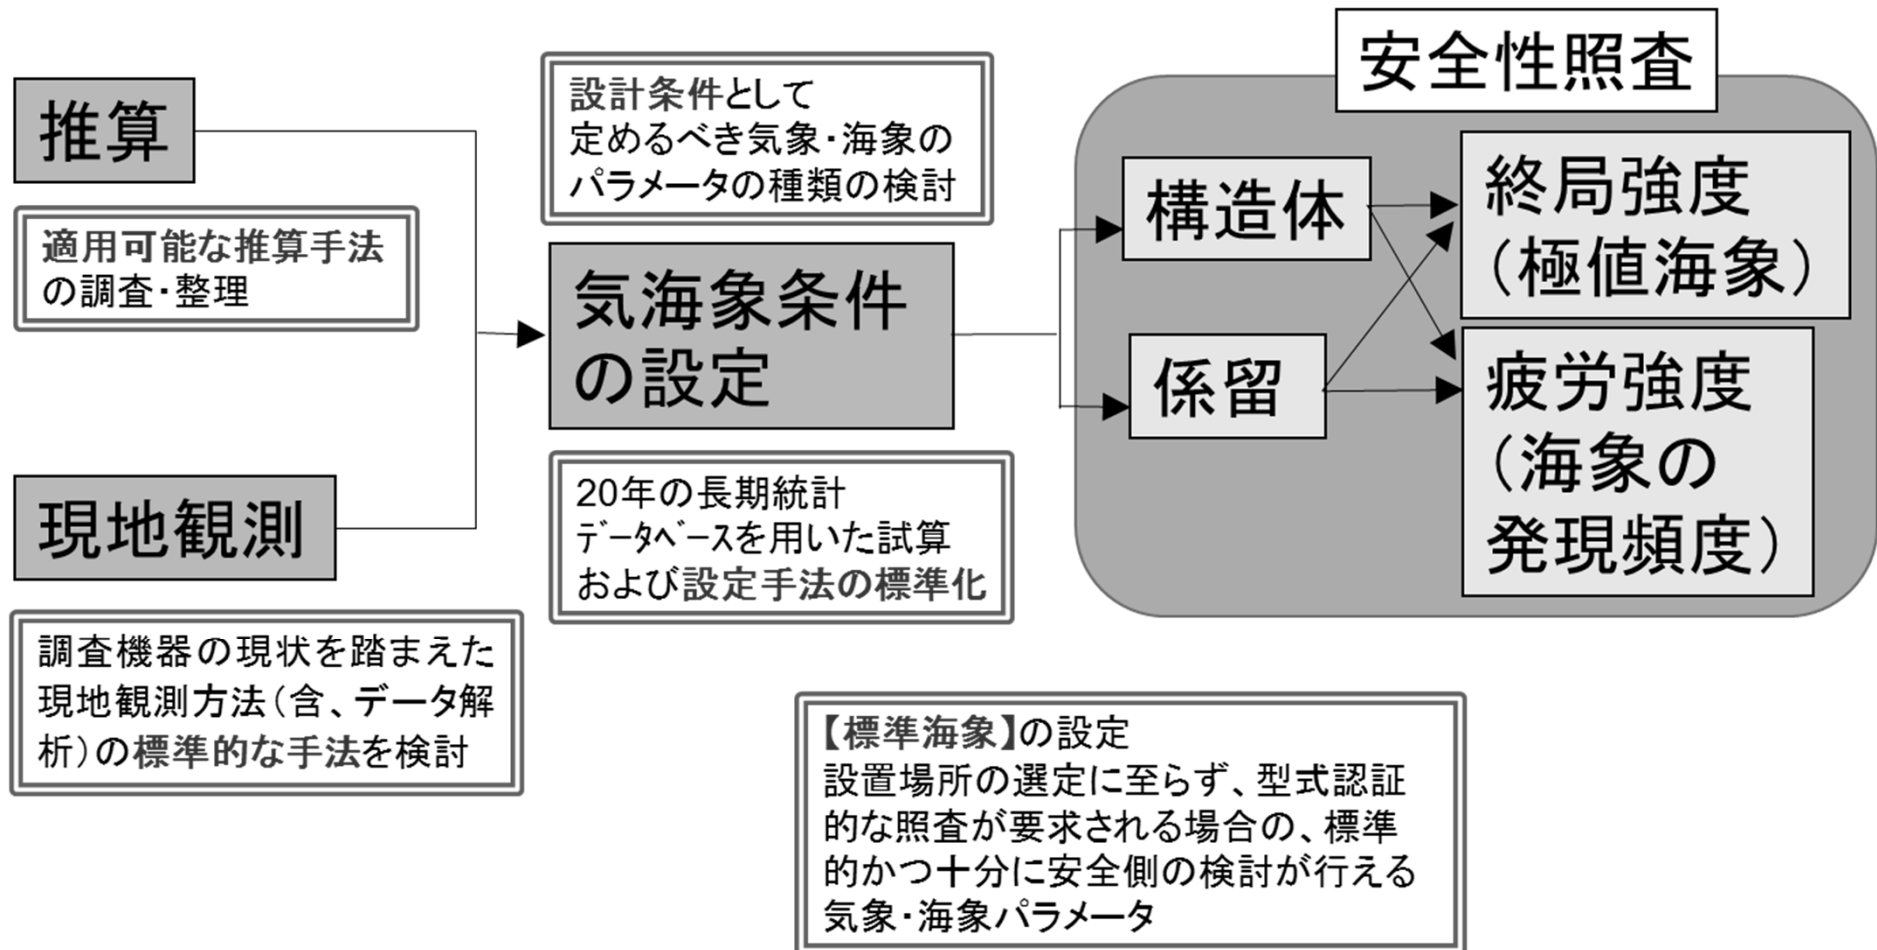 推算
適用可能な推算手法
の調査・整理
現地観測
調査機器の現状を踏まえた
現地観測方法(含、データ解
析)の標準的な手法を検討
設計条件として
定めるべき気象・海象の
パラメータの種類の検討
気海象条件
の設定
20年の長期統計
データベースを用いた試算
および設定手法の標準化
安全性照査
構造体
係留
終局強度
(極値海象)
疲労強度
(海象の
発現頻度)
【標準海象】の設定
設置場所の選定に至らず、型式認証
的な照査が要求される場合の、標準
的かつ十分に安全側の検討が行える
気象・海象パラメータ